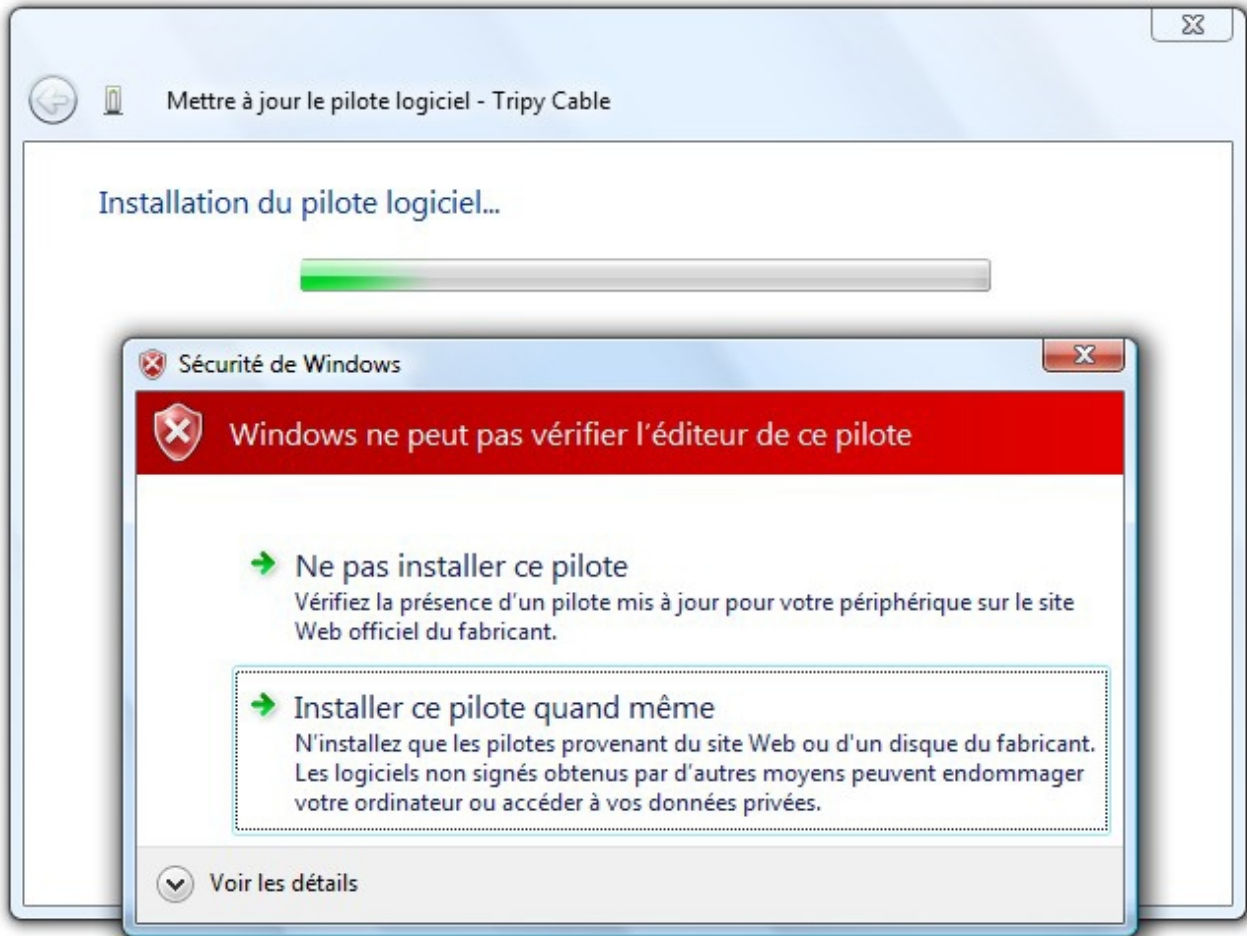 Mettre à jour le pilote logiciel - Tripy Cable
Installation du pilote logiciel...
Sécurité de Windows
Windows ne peut pas vérifier l'éditeur de ce pilote
Ne pas installer ce pilote
Vérifiez la présence d'un pilote mis à jour pour votre périphérique sur le site
Web officiel du fabricant.
Installer ce pilote quand même
N'installez que les pilotes provenant du site Web ou d'un disque du fabricant.
Les logiciels non signés obtenus par d'autres moyens peuvent endommager
votre ordinateur ou accéder à vos données privées.
Voir les détails